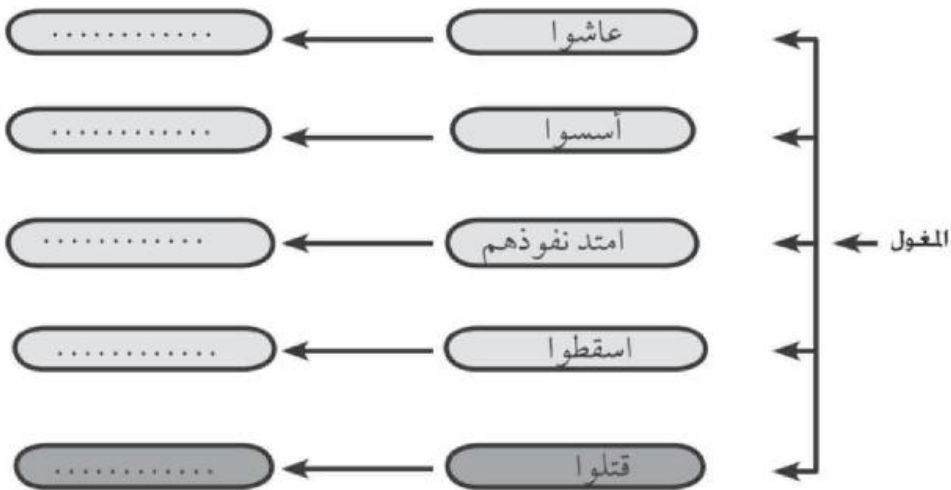 المغول
عاشوا ............
أسسوا ............
امتد نفوذهم ............
اسقطوا ............
قتلوا ............